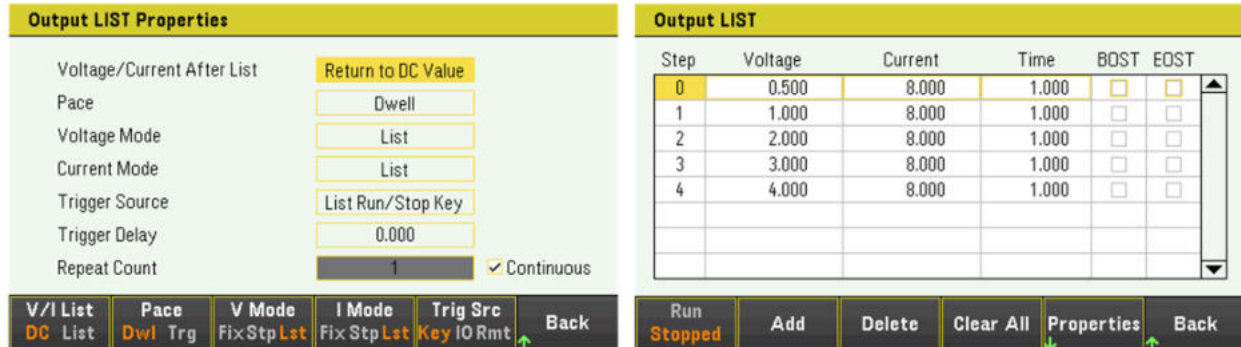 Output LIST Properties
Voltage/Current After List Return to DC Value
Pace Dwell
Voltage Mode List
Current Mode List
Trigger Source List Run/Stop Key
Trigger Delay 0.000
Repeat Count 1 Continuous
V/I List Pace V Mode I Mode Trig Src
DC List Dwl Trg Fix Stp Lst Fix Stp Lst Key IO Rmt Back
Output LIST
Step Voltage Current Time BOST EOST
0 0.500 8.000 1.000
1 1.000 8.000 1.000
2 2.000 8.000 1.000
3 3.000 8.000 1.000
4 4.000 8.000 1.000
Run
Stopped Add Delete Clear All Properties Back